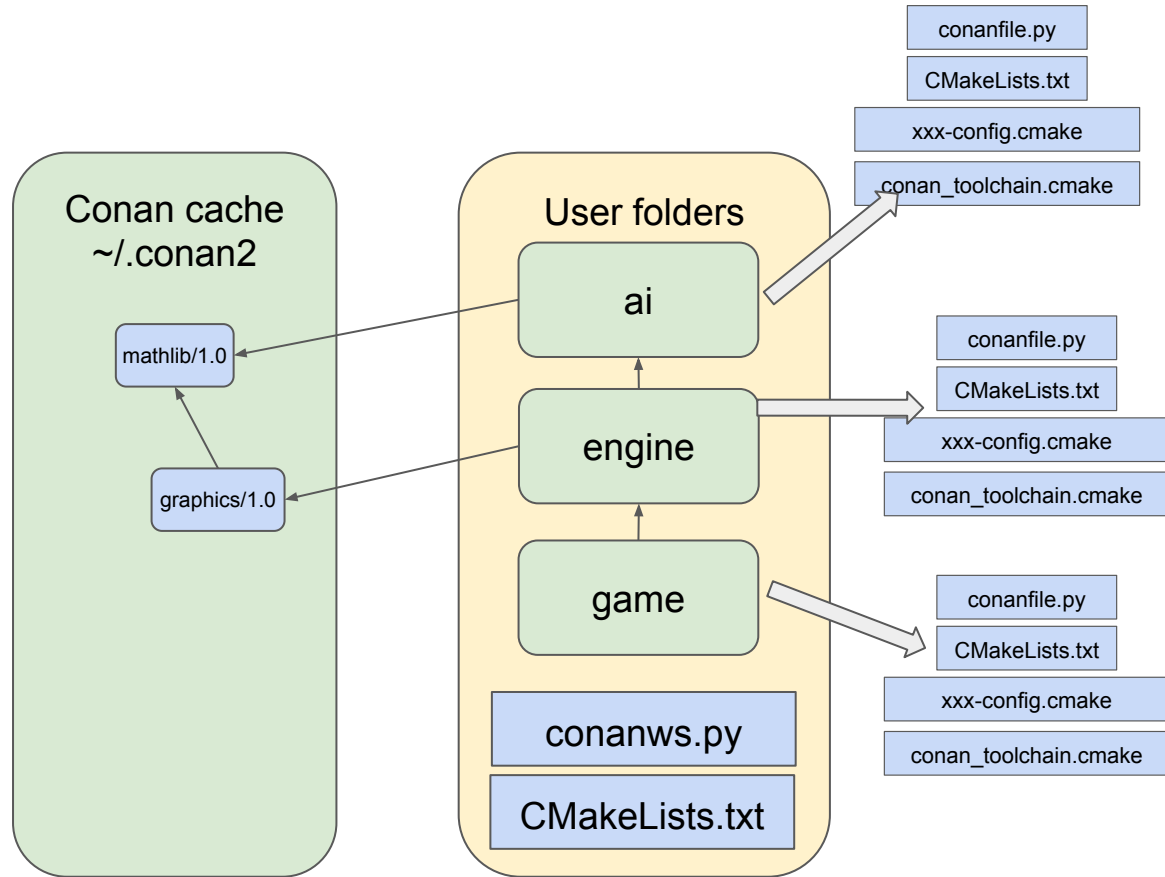 Conan cache
~/.conan2
mathlib/1.0
graphics/1.0
User folders
ai
engine
game
conanws.py
CMakeLists.txt
conanfile.py
CMakeLists.txt
xxx-config.cmake
conan_toolchain.cmake
conanfile.py
CMakeLists.txt
xxx-config.cmake
conan_toolchain.cmake
conanfile.py
CMakeLists.txt
xxx-config.cmake
conan_toolchain.cmake